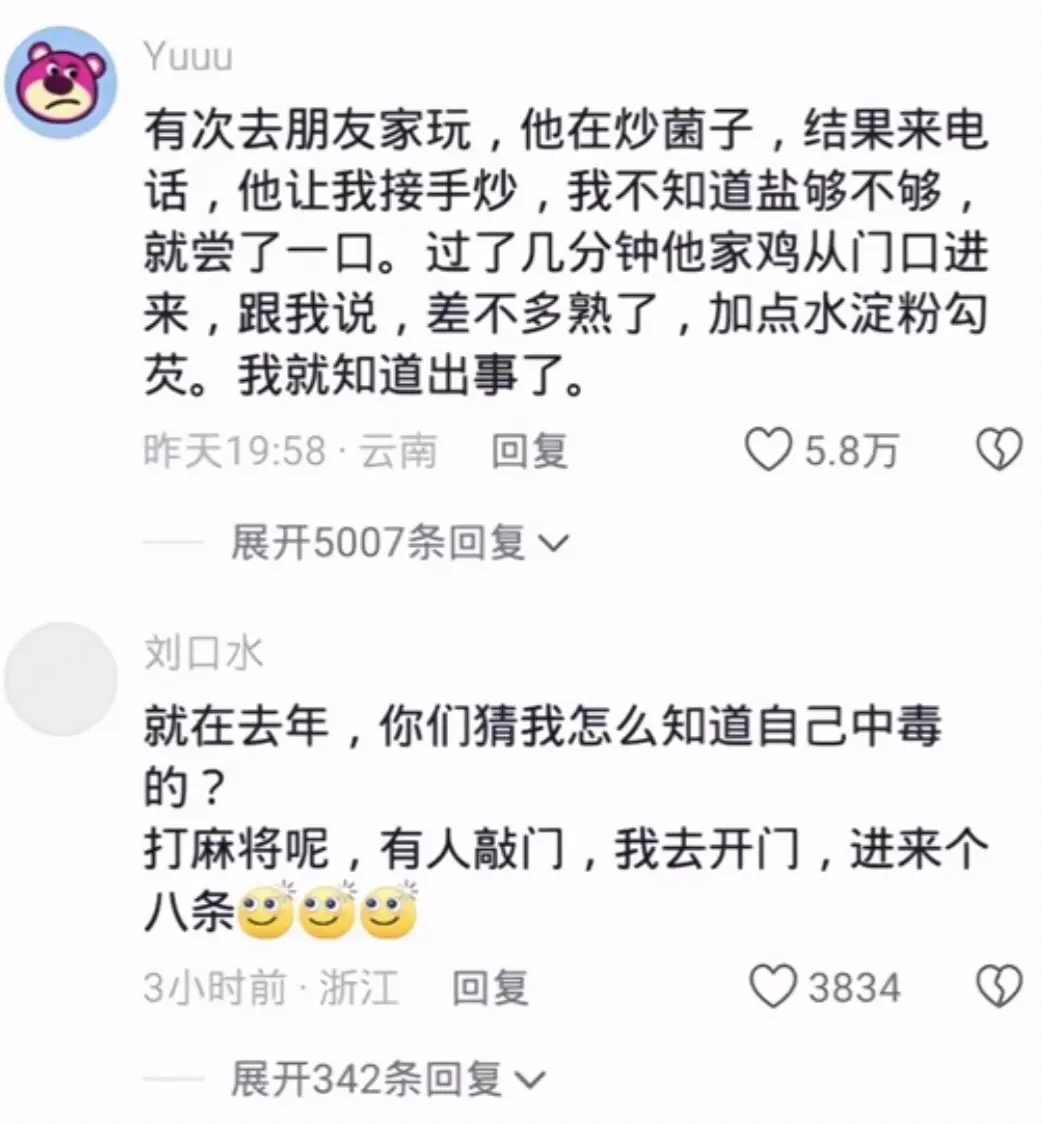 Yuuu
有次去朋友家玩，他在炒菌子，结果来电
话，他让我接手炒，我不知道盐够不够，
就尝了一口。过了几分钟他家鸡从门口进
来，跟我说，差不多熟了，加点水淀粉勾
芡。我就知道出事了。
昨天19:58·云南 回复 5.8万
展开5007条回复
刘口水
就在去年，你们猜我怎么知道自己中毒
的？
打麻将呢，有人敲门，我去开门，进来个
八条
3小时前·浙江 回复 3834
展开342条回复